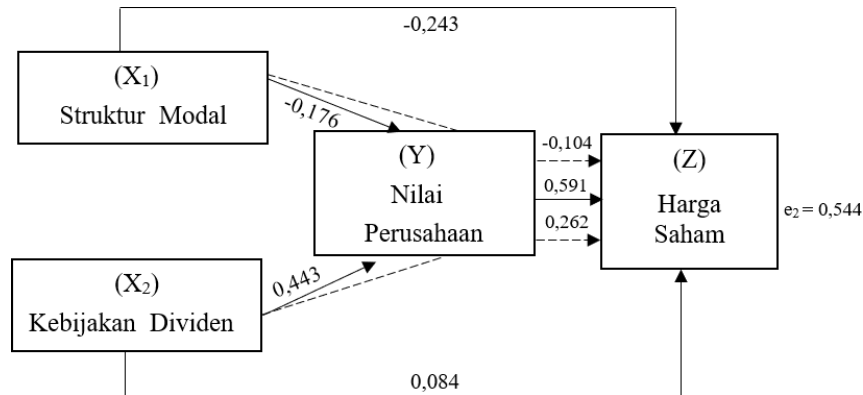 -0,243
(X₁)
Struktur Modal
-0,176
(Y)
Nilai
Perusahaan
-0,104
0,591
0,262
(Z)
Harga
Saham
e₂ = 0,544
(X₂)
Kebijakan Dividen
0,443
0,084